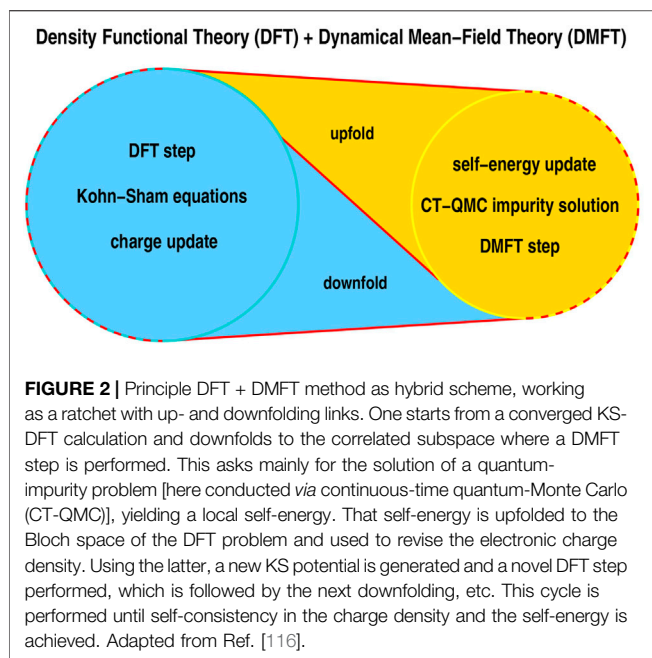 Density Functional Theory (DFT) + Dynamical Mean−Field Theory (DMFT)
upfold
DFT step
Kohn−Sham equations
charge update
self−energy update
CT−QMC impurity solution
DMFT step
downfold
FIGURE 2 | Principle DFT + DMFT method as hybrid scheme, working
as a ratchet with up- and downfolding links. One starts from a converged KS-
DFT calculation and downfolds to the correlated subspace where a DMFT
step is performed. This asks mainly for the solution of a quantum-
impurity problem [here conducted via continuous-time quantum-Monte Carlo
(CT-QMC)], yielding a local self-energy. That self-energy is upfolded to the
Bloch space of the DFT problem and used to revise the electronic charge
density. Using the latter, a new KS potential is generated and a novel DFT step
performed, which is followed by the next downfolding, etc. This cycle is
performed until self-consistency in the charge density and the self-energy is
achieved. Adapted from Ref. [116].